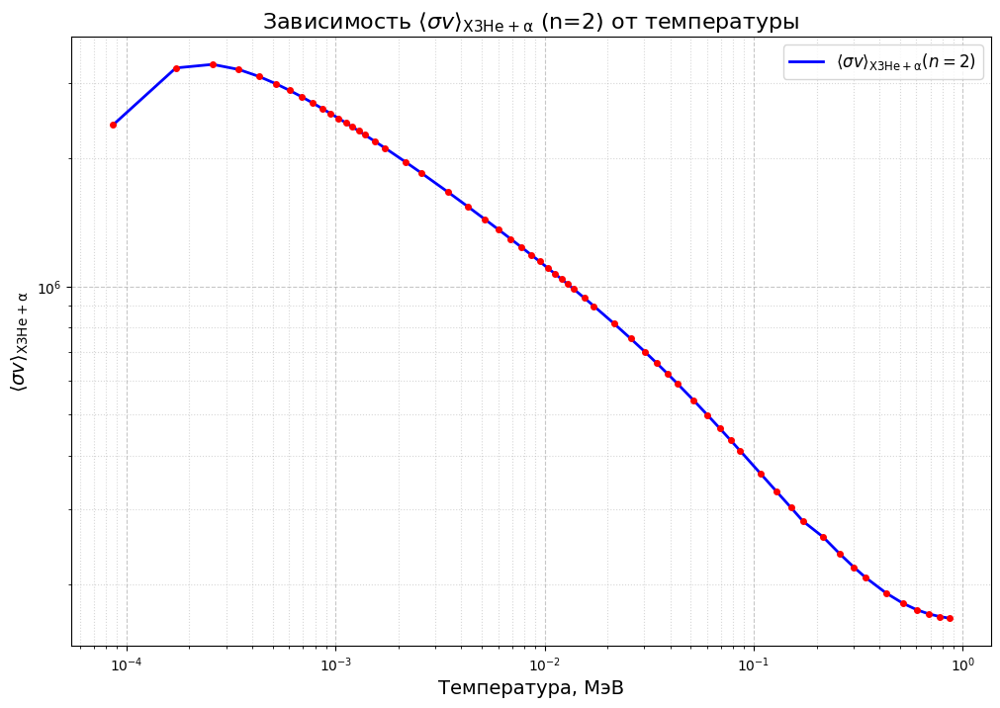 Зависимость ⟨σv⟩X3He+α (n=2) от температуры
⟨σv⟩X3He+α(n = 2)
⟨σv⟩X3He+α
10⁶
10⁻⁴ 10⁻³ 10⁻² 10⁻¹ 10⁰
Температура, МэВ